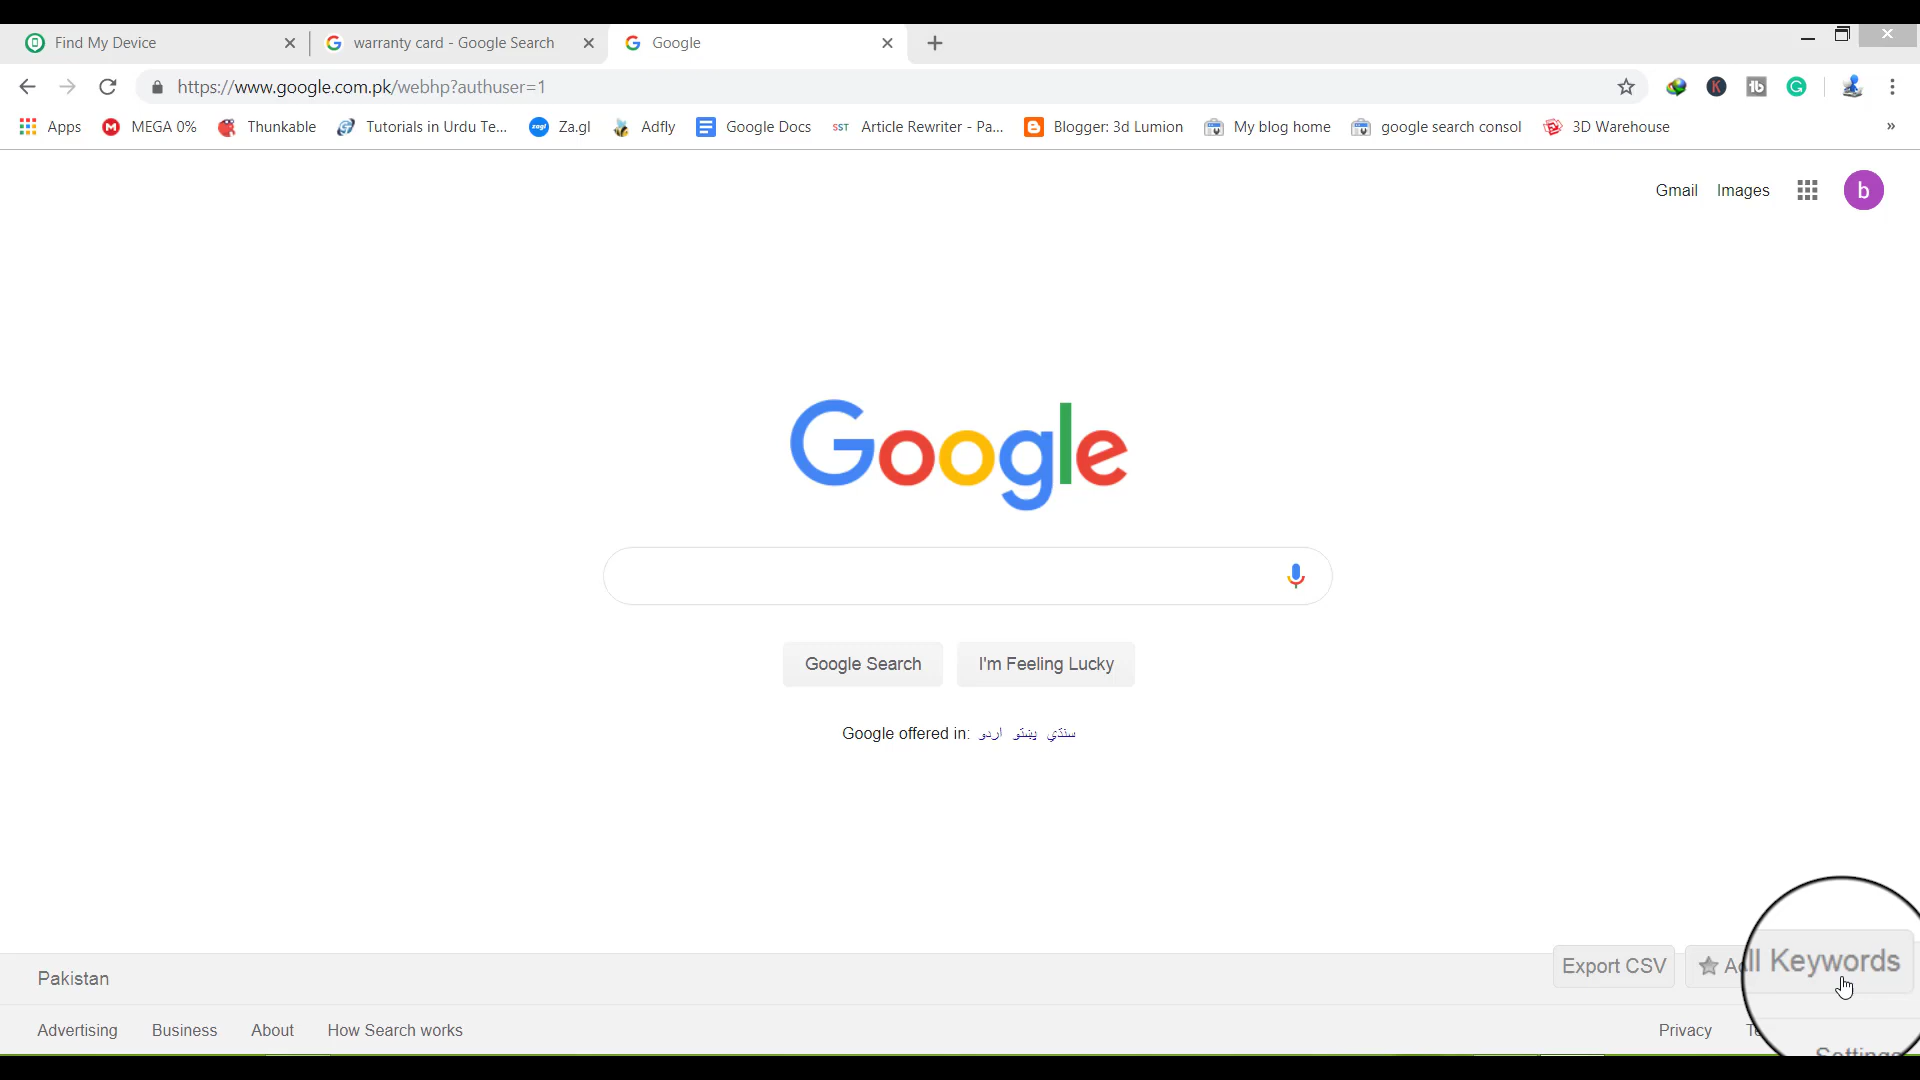 Find My Device
warranty card - Google Search
Google
https://www.google.com.pk/webhp?authuser=1
Apps
MEGA 0%
Thunkable
Tutorials in Urdu Te...
Za.gl
Adfly
Google Docs
SST Article Rewriter - Pa...
Blogger: 3d Lumion
My blog home
google search consol
3D Warehouse
»
Gmail
Images
b
Google
Google Search
I'm Feeling Lucky
Google offered in: اردو پښتو سنڌي
Pakistan
Export CSV
ll Keywords
Advertising
Business
About
How Search works
Privacy
Settings